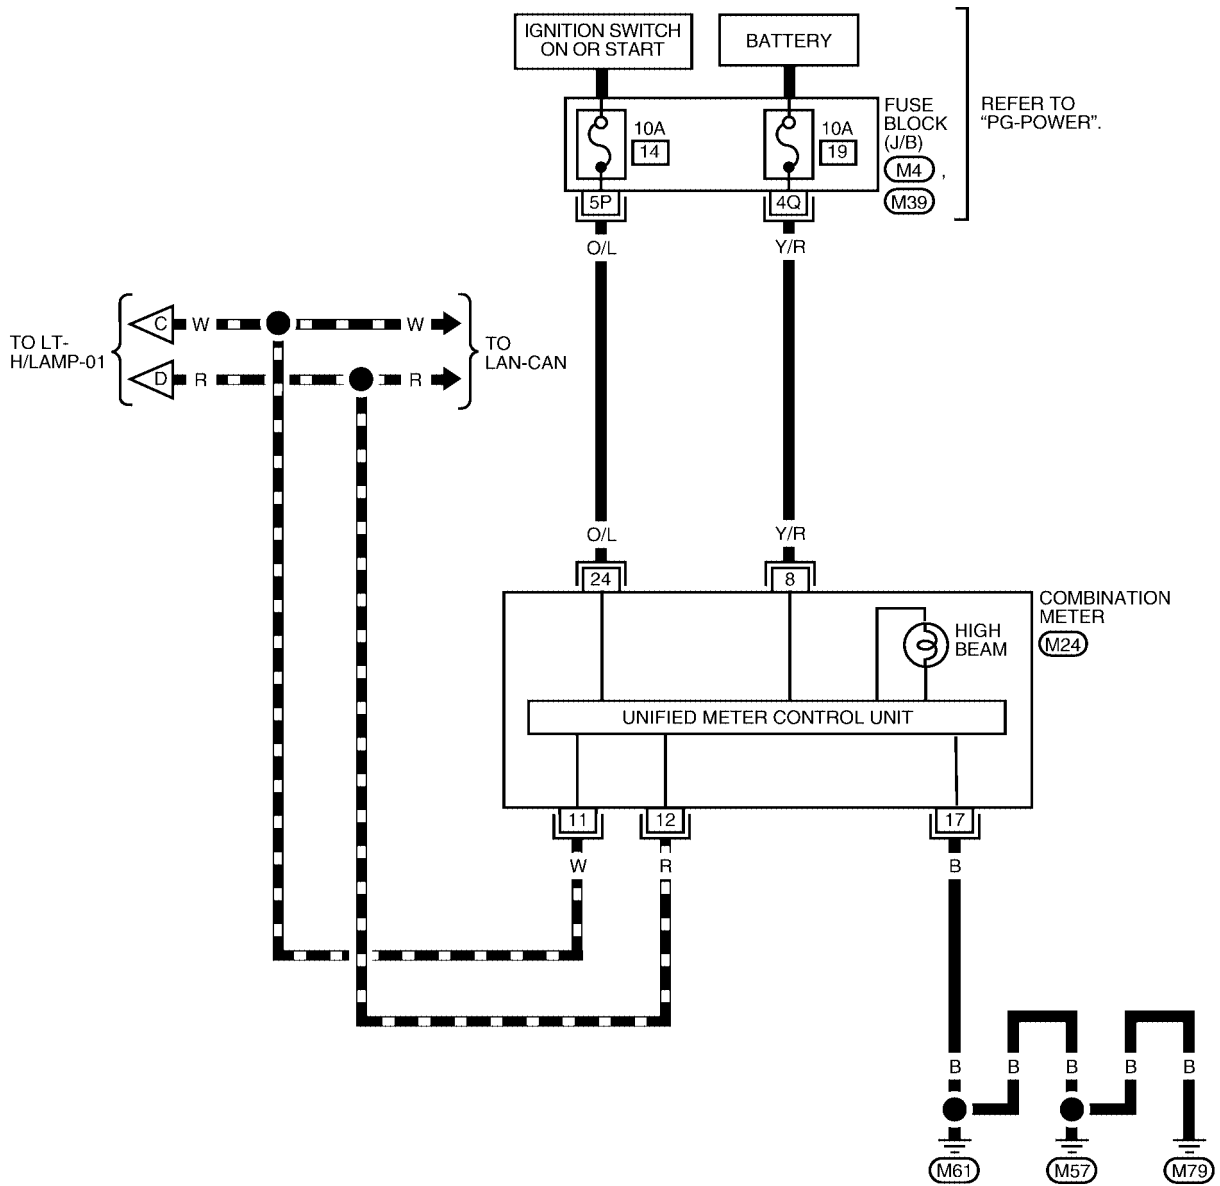 IGNITION SWITCH
ON OR START
BATTERY
FUSE
BLOCK
(J/B)
M4 ,
M39
REFER TO
“PG-POWER”.
10A
14
10A
19
5P
4Q
O/L
Y/R
TO LT-
H/LAMP-01
C
W
W
D
R
R
TO
LAN-CAN
O/L
Y/R
24
8
COMBINATION
METER
M24
HIGH
BEAM
UNIFIED METER CONTROL UNIT
11
12
17
W
R
B
B
B
B
B
B
M61
M57
M79